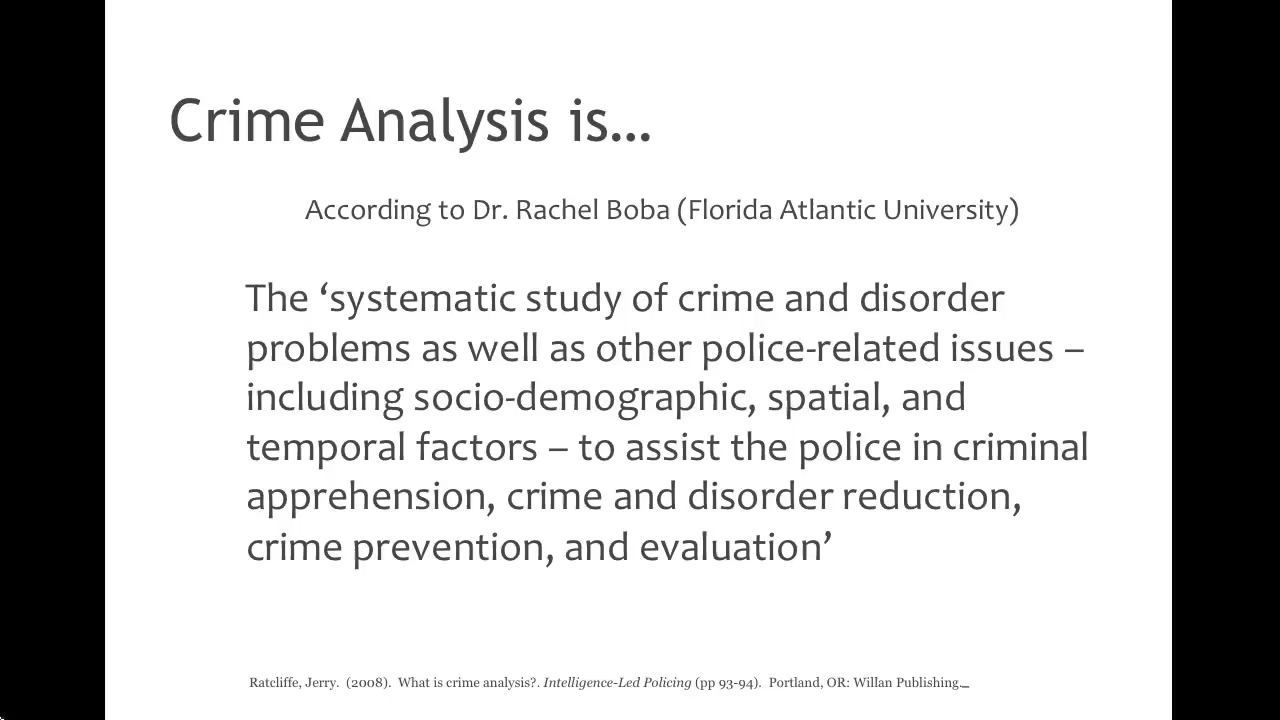 Crime Analysis is…
According to Dr. Rachel Boba (Florida Atlantic University)
The ‘systematic study of crime and disorder
problems as well as other police-related issues –
including socio-demographic, spatial, and
temporal factors – to assist the police in criminal
apprehension, crime and disorder reduction,
crime prevention, and evaluation’
Ratcliffe, Jerry.  (2008).  What is crime analysis?. Intelligence-Led Policing (pp 93-94).  Portland, OR: Willan Publishing._